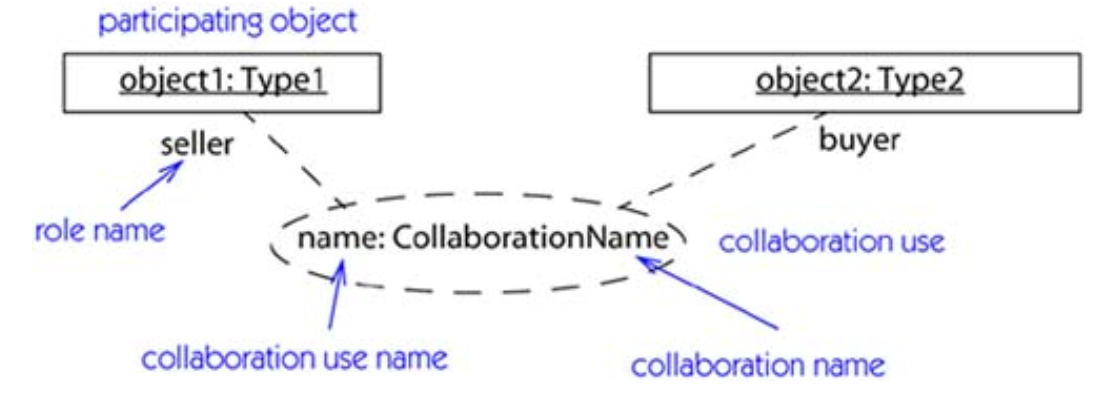 participating object
object1: Type1
object2: Type2
seller
buyer
role name
name: CollaborationName
collaboration use
collaboration use name
collaboration name